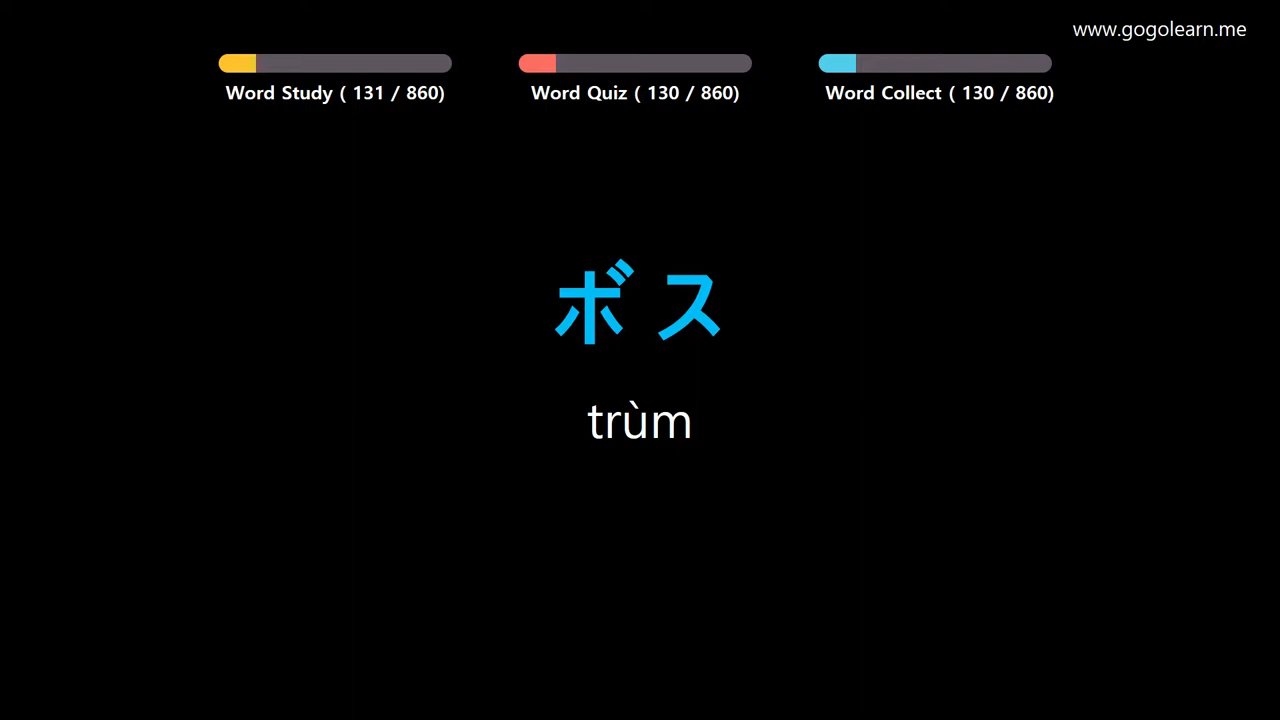 www.gogolearn.me
Word Study ( 131 / 860)
Word Quiz ( 130 / 860)
Word Collect ( 130 / 860)
ボス
trùm